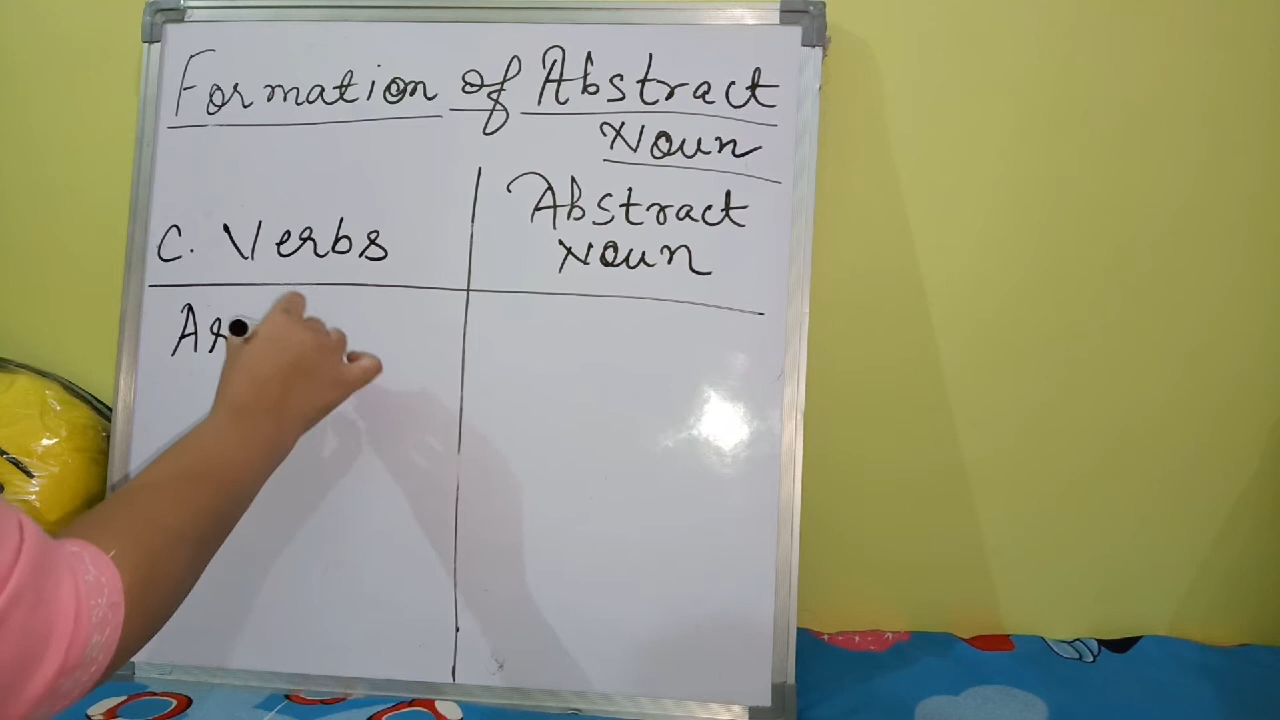 Formation of Abstract
Noun
C. Verbs
Abstract
Noun